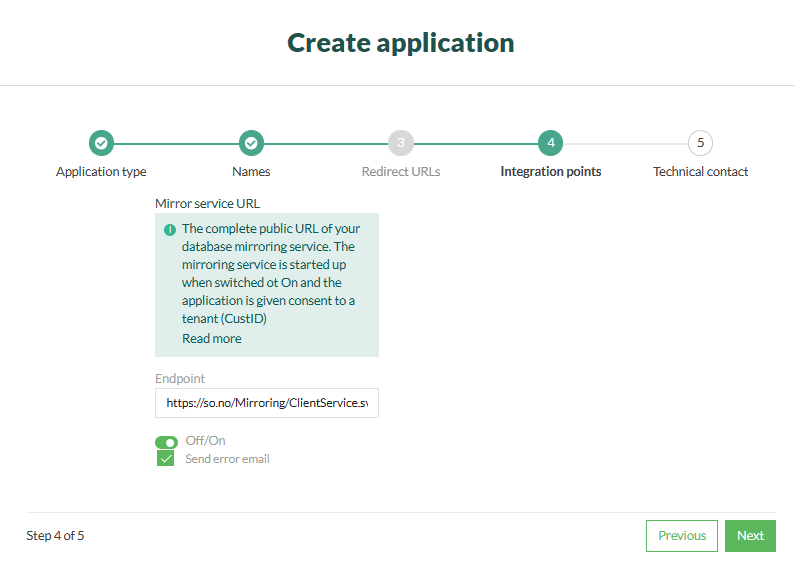 Create application
3
4
5
Application type
Names
Redirect URLs
Integration points
Technical contact
Mirror service URL
The complete public URL of your
database mirroring service. The
mirroring service is started up
when switched ot On and the
application is given consent to a
tenant (CustID)
Read more
Endpoint
https://so.no/Mirroring/ClientService.sv
Off/On
Send error email
Step 4 of 5
Previous
Next